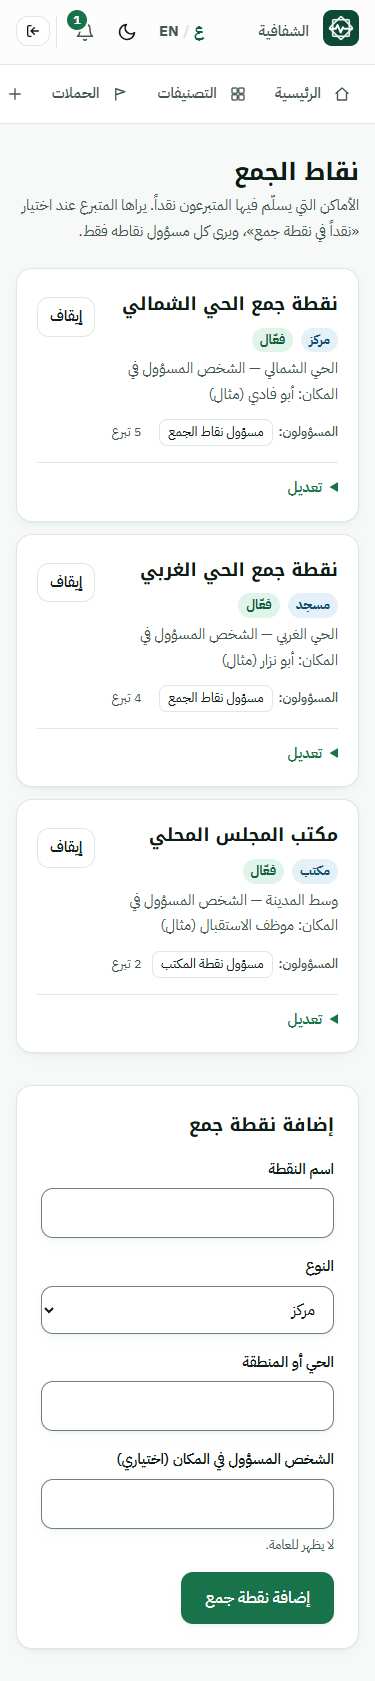 الشفافية
ع / EN
1
الرئيسية
التصنيفات
الحملات
نقاط الجمع
الأماكن التي يسلّم فيها المتبرعون نقداً. يراها المتبرع عند اختيار
«نقداً في نقطة جمع»، ويرى كل مسؤول نقاطه فقط.
نقطة جمع الحي الشمالي
إيقاف
مركز
فعّال
الحي الشمالي — الشخص المسؤول في
المكان: أبو فادي (مثال)
المسؤولون: مسؤول نقاط الجمع 5 تبرع
تعديل
نقطة جمع الحي الغربي
إيقاف
مسجد
فعّال
الحي الغربي — الشخص المسؤول في
المكان: أبو نزار (مثال)
المسؤولون: مسؤول نقاط الجمع 4 تبرع
تعديل
مكتب المجلس المحلي
إيقاف
مكتب
فعّال
وسط المدينة — الشخص المسؤول في
المكان: موظف الاستقبال (مثال)
المسؤولون: مسؤول نقطة المكتب 2 تبرع
تعديل
إضافة نقطة جمع
اسم النقطة
النوع
مركز
الحي أو المنطقة
الشخص المسؤول في المكان (اختياري)
لا يظهر للعامة.
إضافة نقطة جمع